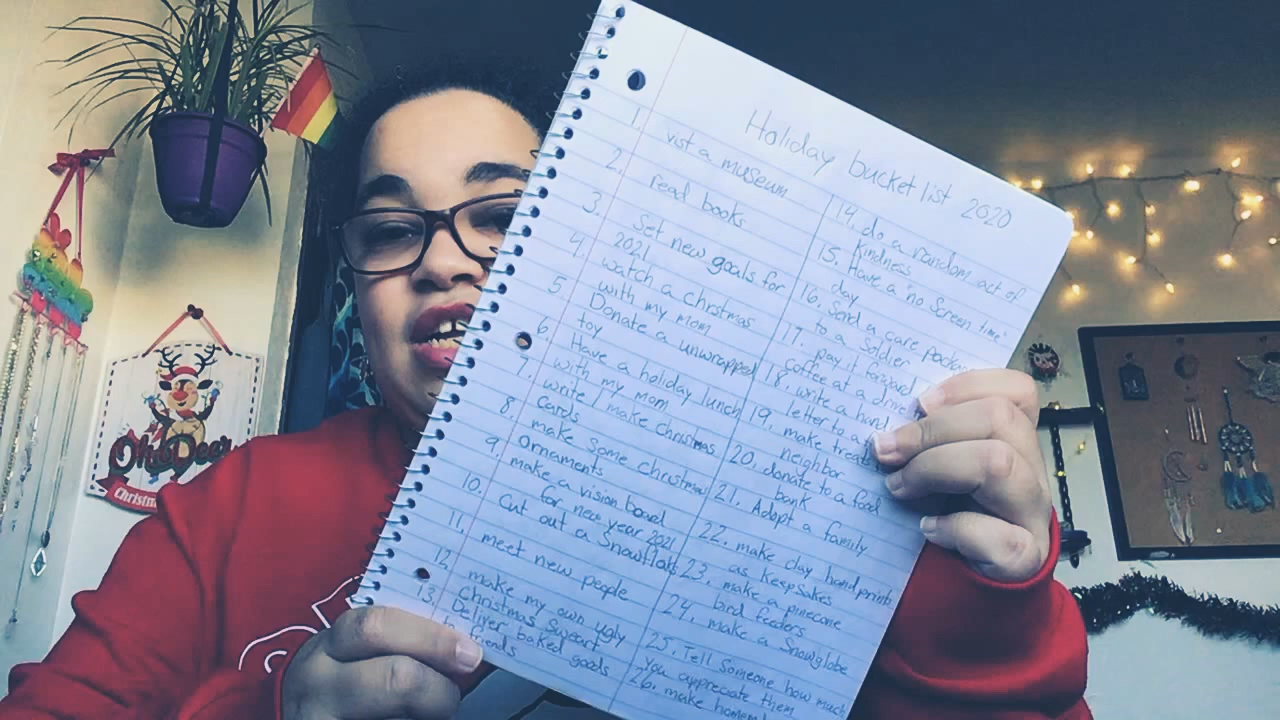 Holiday bucket list 2020
1. vist a museum
2. read books
3. Set new goals for
2021
4. watch a chrstmas
with my mom
5. Donate a unwrapped
toy
6. Have a holiday lunch
with my mom
7. write / make christmas
cards
8. make some christmas
ornaments
9. make a vision board
for new year 2021
10. Cut out a Snowflake
11. meet new people
12. make my own ugly
christmas sweart
13. Deliver baked goods
to friends
14. do a random act of
kindness
15. Have a "no Screen time"
day
16. Send a care package
to a Soldier
17. pay it forward
coffee at a drive
18. write a hand
letter to a
neighbor
19. make treats
20. donate to a food
bank
21. Adopt a family
22. make clay handprints
as keepsakes
23. make a pinecone
bird feeders
24. make a Snowglobe
25. Tell Someone how much
you appreciate them
26. make
Oh Deer
Christm